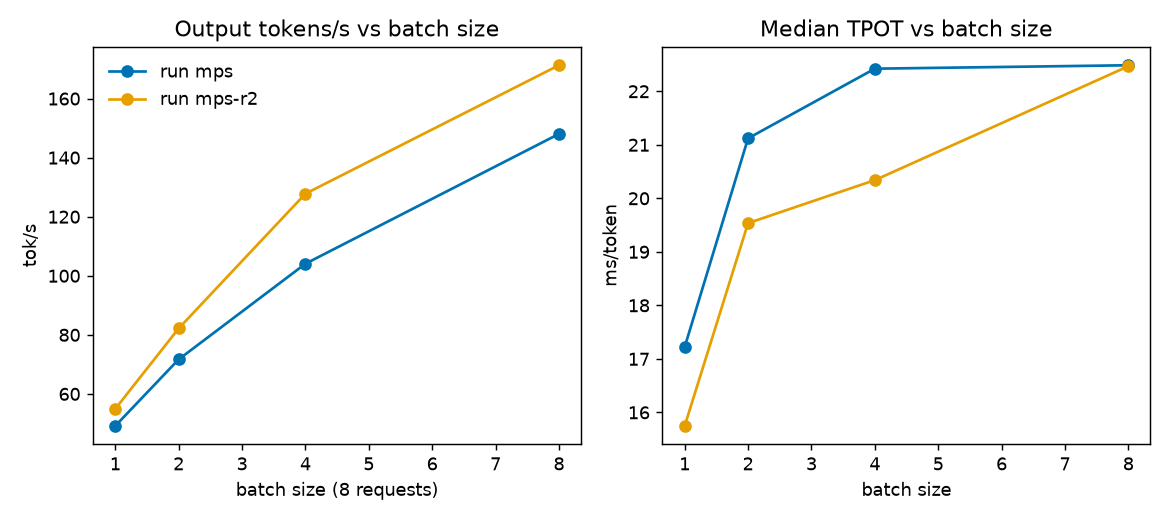 Output tokens/s vs batch size
run mps
run mps-r2
tok/s
160
140
120
100
80
60
1 2 3 4 5 6 7 8
batch size (8 requests)
Median TPOT vs batch size
ms/token
22
21
20
19
18
17
16
1 2 3 4 5 6 7 8
batch size